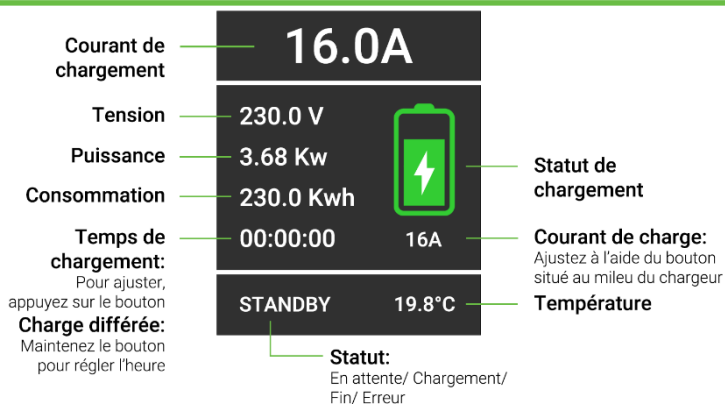 Courant de
chargement
16.0A
Tension
230.0 V
Puissance
3.68 Kw
Consommation
230.0 Kwh
Temps de
chargement:
Pour ajuster,
appuyez sur le bouton
00:00:00
16A
Charge différée:
Maintenez le bouton
pour régler l'heure
STANDBY
19.8°C
Statut de
chargement
Courant de charge:
Ajustez à l'aide du bouton
situé au mileu du chargeur
Température
Statut:
En attente/ Chargement/
Fin/ Erreur